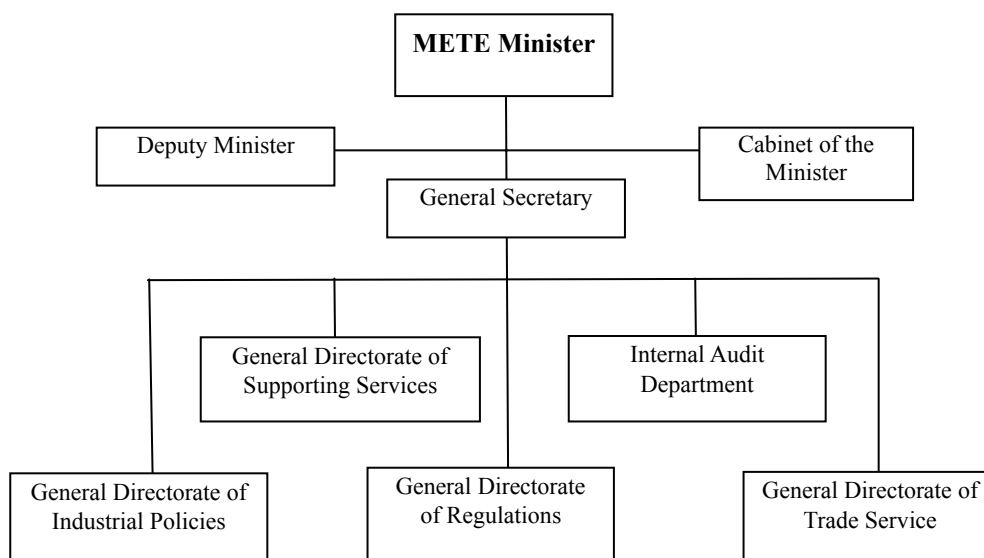 METE Minister
Deputy Minister
Cabinet of the
Minister
General Secretary
General Directorate of
Supporting Services
Internal Audit
Department
General Directorate of
Industrial Policies
General Directorate
of Regulations
General Directorate of
Trade Service